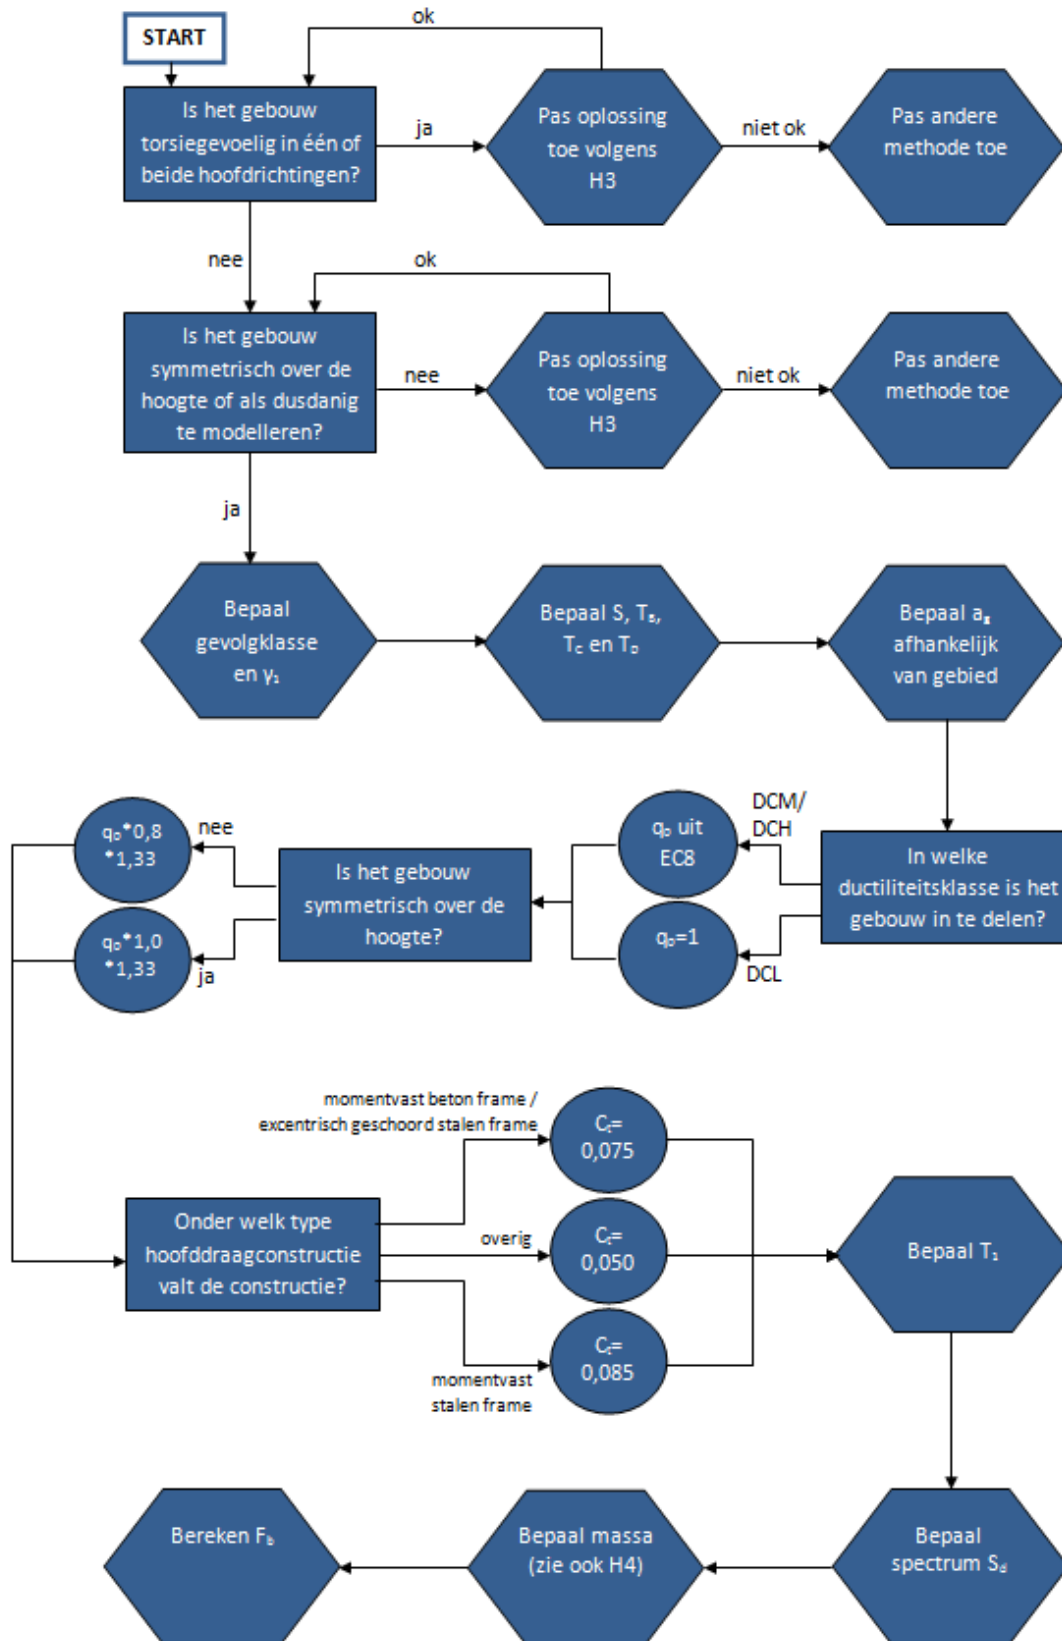 START
ok
Is het gebouw
torsiegevoelig in één of
beide hoofdrichtingen?
ja
Pas oplossing
toe volgens
H3
niet ok
Pas andere
methode toe
nee
ok
Is het gebouw
symmetrisch over de
hoogte of als dusdanig
te modelleren?
nee
Pas oplossing
toe volgens
H3
niet ok
Pas andere
methode toe
ja
Bepaal
gevolgklasse
en γ₁
Bepaal S, Tᴃ,
T꜀ en Tᴅ
Bepaal a_g
afhankelijk
van gebied
q₀*0,8
*1,33
nee
Is het gebouw
symmetrisch over de
hoogte?
q₀ uit
EC8
DCM/
DCH
In welke
ductiliteitsklasse is het
gebouw in te delen?
q₀*1,0
*1,33
ja
q₀=1
DCL
momentvast beton frame /
excentrisch geschoord stalen frame
Cₜ=
0,075
Onder welk type
hoofddraagconstructie
valt de constructie?
overig
Cₜ=
0,050
Bepaal T₁
momentvast
stalen frame
Cₜ=
0,085
Bereken F_b
Bepaal massa
(zie ook H4)
Bepaal
spectrum S_d